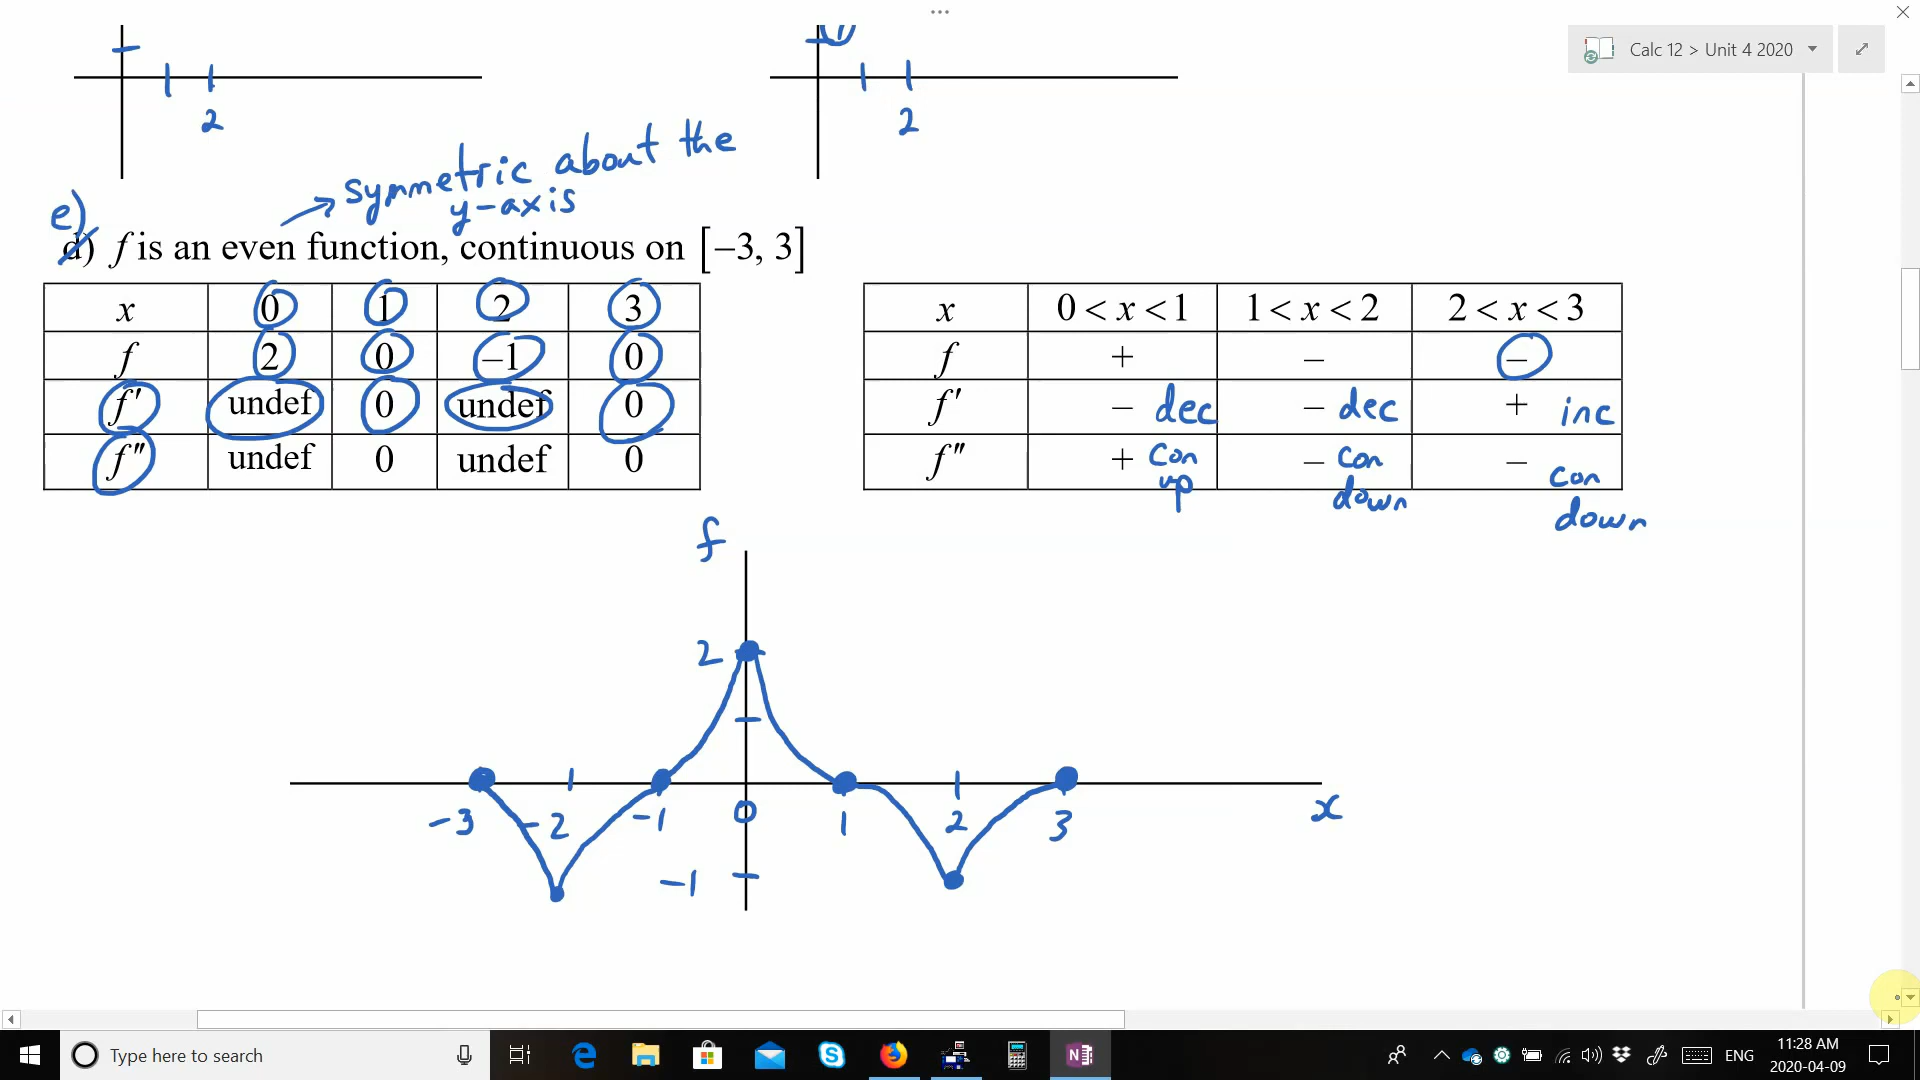 Calc 12 > Unit 4 2020
2
2
symmetric about the
y-axis
e)
d) f is an even function, continuous on [−3, 3]
x 0 1 2 3
f 2 0 −1 0
f′ undef 0 undef 0
f″ undef 0 undef 0
x 0 < x < 1 1 < x < 2 2 < x < 3
f + − −
f′ − dec − dec + inc
f″ + con up − con down − con down
f
2
-3 -2 -1 0 1 2 3 x
-1
Type here to search
N
ENG
11:28 AM
2020-04-09